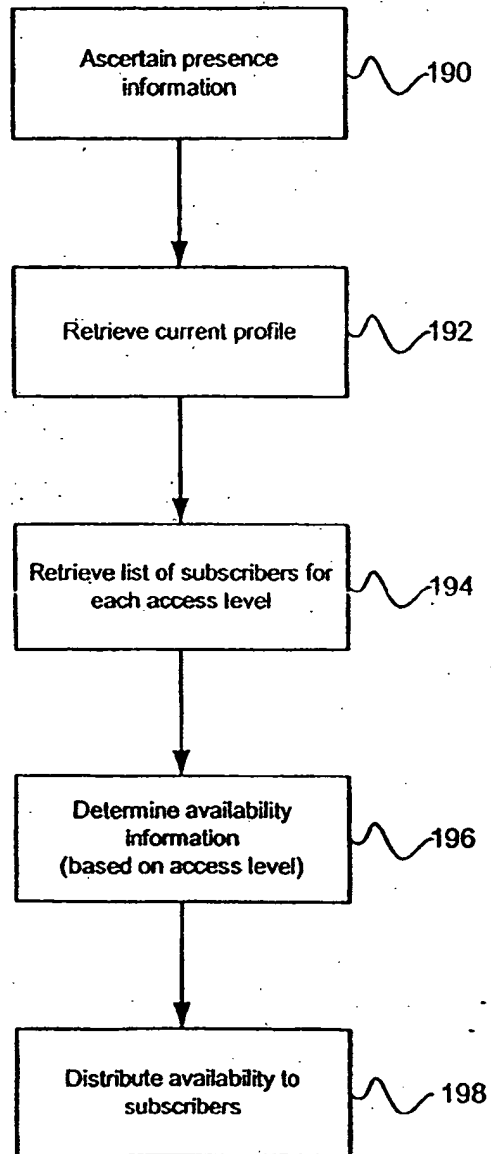 Ascertain presence
information
190
Retrieve current profile
192
Retrieve list of subscribers for
each access level
194
Determine availability
information
(based on access level)
196
Distribute availability to
subscribers
198